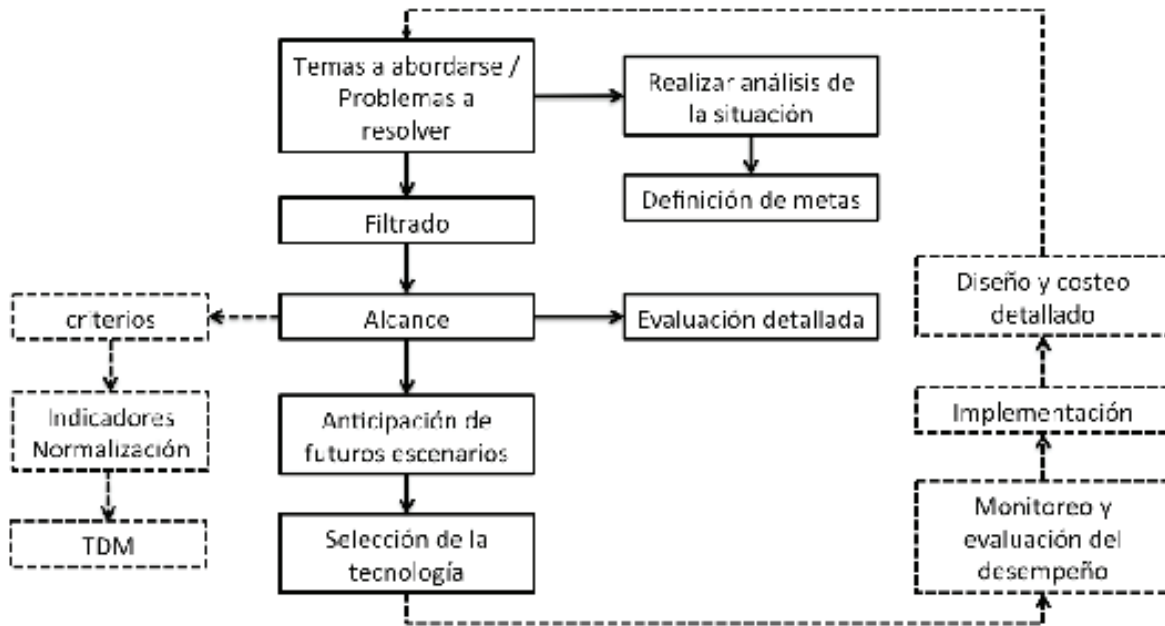 Temas a abordarse /
Problemas a
resolver
Realizar análisis de
la situación
Definición de metas
Filtrado
Alcance
Evaluación detallada
criterios
Indicadores
Normalización
TDM
Anticipación de
futuros escenarios
Selección de la
tecnología
Diseño y costeo
detallado
Implementación
Monitoreo y
evaluación del
desempeño